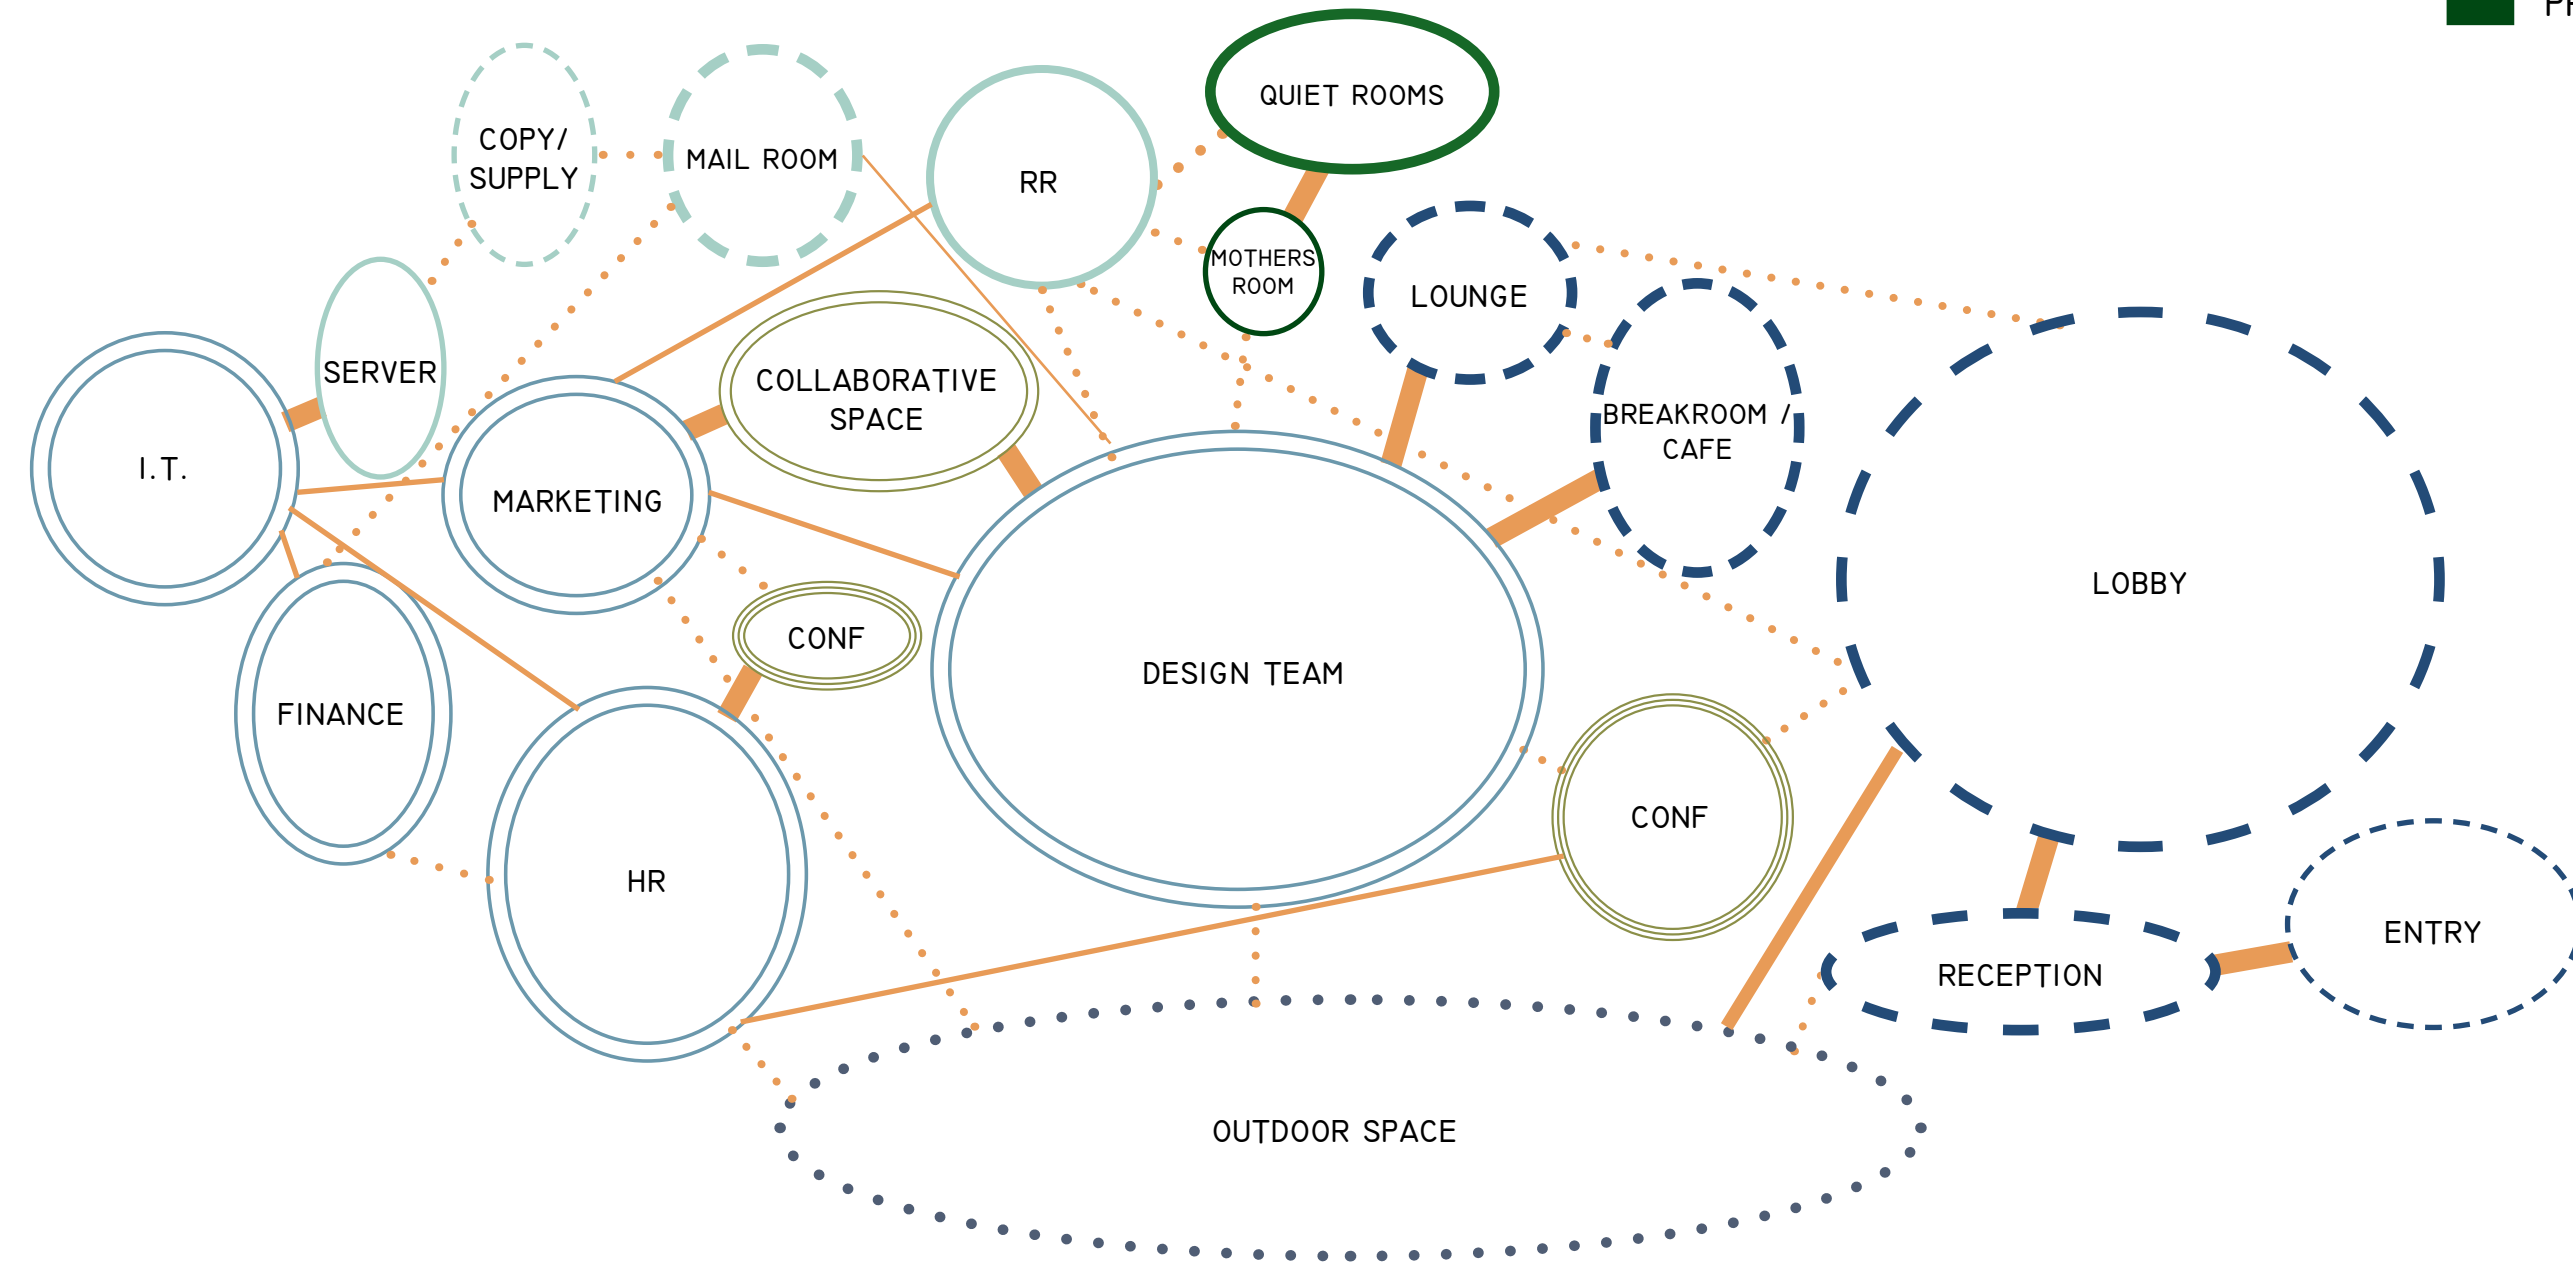 COPY/
SUPPLY
MAIL ROOM
RR
QUIET ROOMS
MOTHERS
ROOM
LOUNGE
BREAKROOM /
CAFE
SERVER
COLLABORATIVE
SPACE
I.T.
MARKETING
LOBBY
CONF
DESIGN TEAM
FINANCE
CONF
HR
RECEPTION
ENTRY
OUTDOOR SPACE